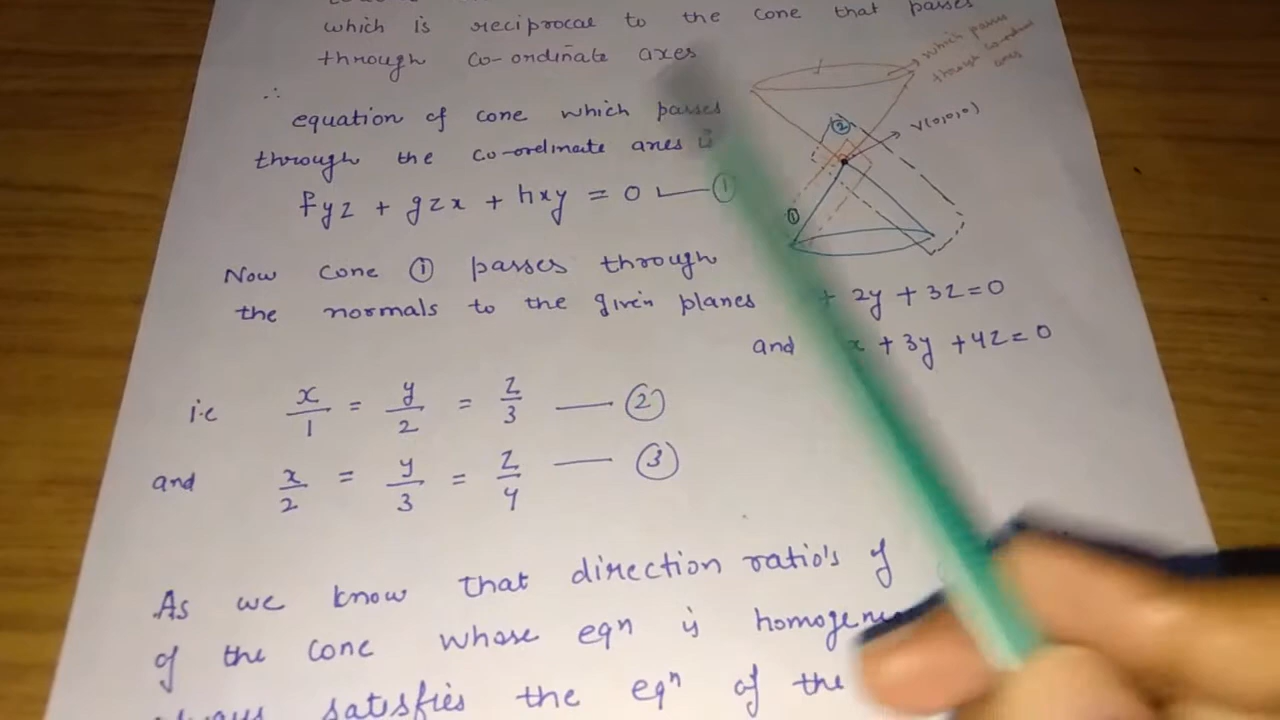 which is reciprocal to the cone that passes
through co-ordinate axes
∴
equation of cone which passes
through the co-ordinate axes is
fyz + gzx + hxy = 0 — ①
Now cone ① passes through
the normals to the given planes
+ 2y + 3z = 0
and x + 3y + 4z = 0
i.e x/1 = y/2 = z/3 — ②
and x/2 = y/3 = z/4 — ③
As we know that direction ratio's of
of the cone whose eqⁿ is homogene
always satisfies the eqⁿ of the
which passes
through co-ordinate
axes
V(0,0,0)
②
①